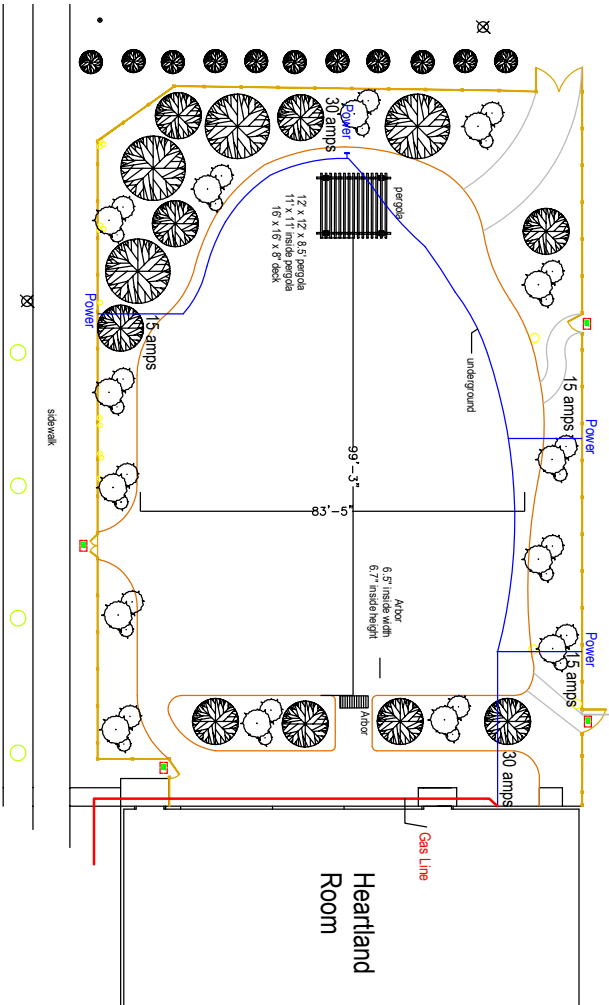 Power
30 amps
pergola
12' x 12' x 8.5' pergola
11' x 11' inside pergola
16' x 16' x 8" deck
Power
15 amps
underground
15 amps
Power
sidewalk
99'-3"
83'-5"
Arbor
6.5" inside width
6.7" inside height
Power
15 amps
Arbor
30 amps
Gas Line
Heartland
Room